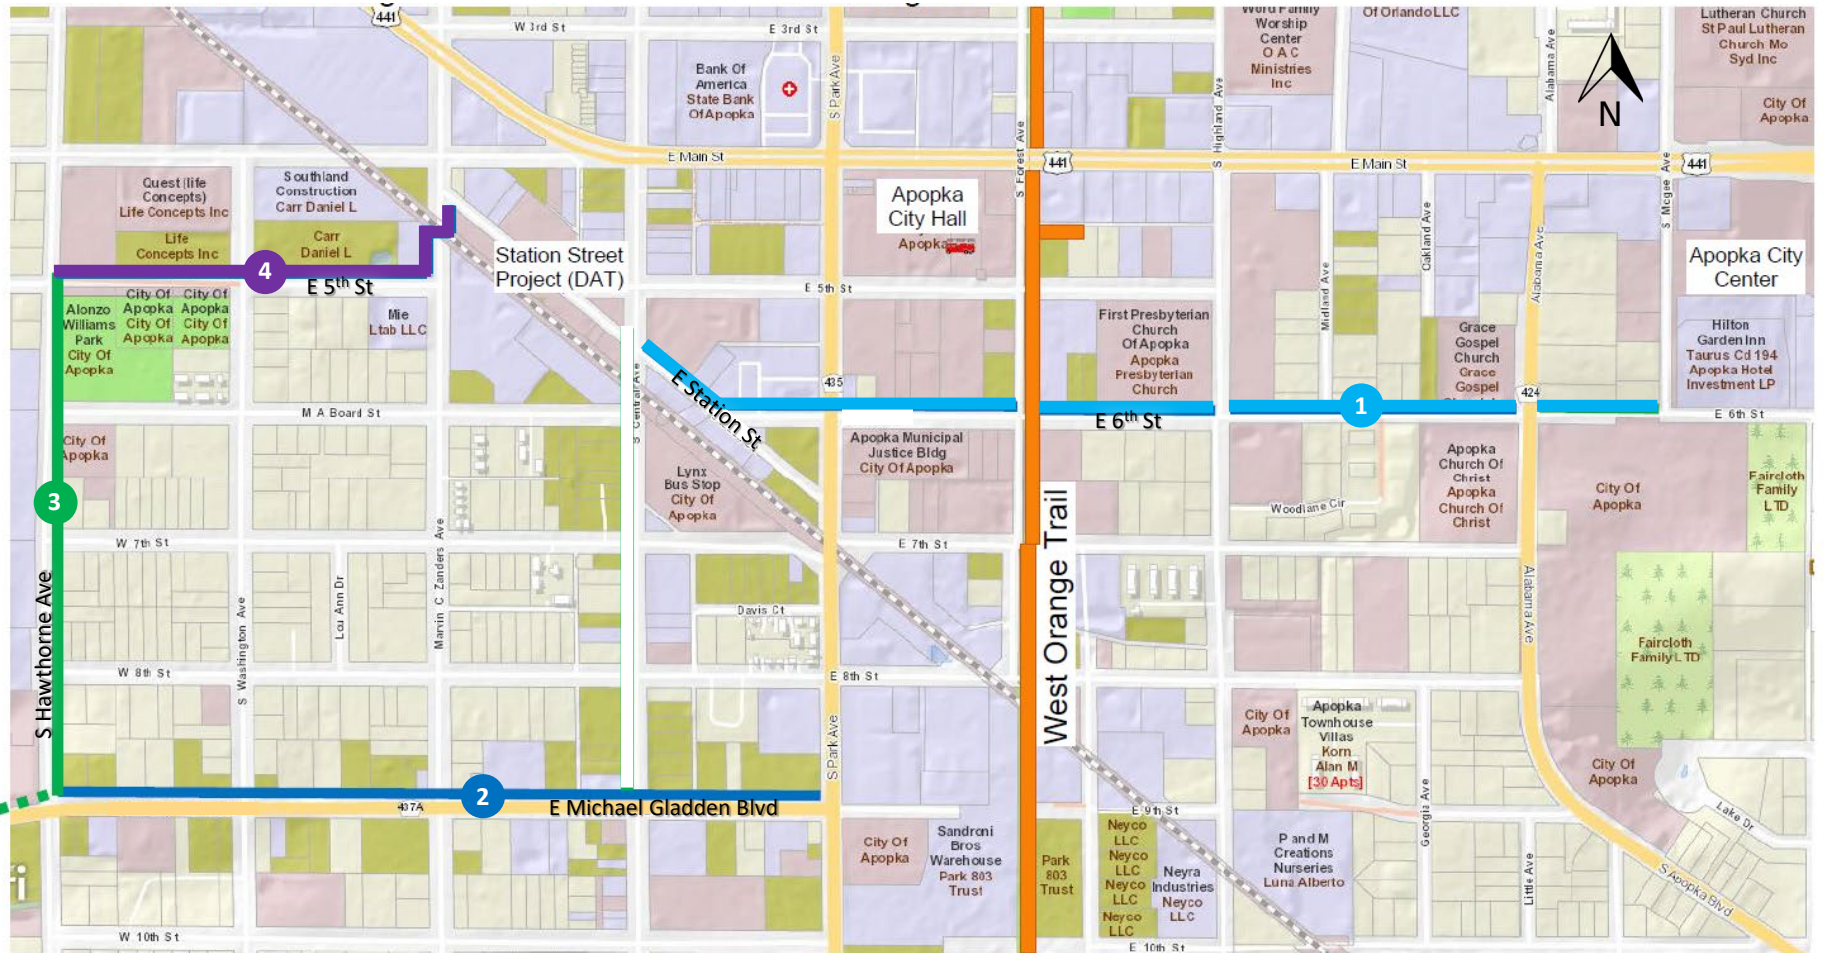 441
W 3rd St
E 3rd St
Word Family
Worship
Center
O A C
Ministries
Inc
Of Orlando LLC
Lutheran Church
St Paul Lutheran
Church Mo
Syd Inc
City Of
Apopka
N
Bank Of
America
State Bank
Of Apopka
S Park Ave
S Highland Ave
Alabama Ave
E Main St
S Forest Ave
441
E Main St
441
S Mcgee Ave
Quest (life
Concepts)
Life Concepts Inc
Life
Concepts Inc
Southland
Construction
Carr Daniel L
Carr
Daniel L
Apopka
City Hall
Apopka
Station Street
Project (DAT)
Oakland Ave
Midland Ave
Alabama Ave
Apopka City
Center
4
E 5th St
E 5th St
Alonzo
Williams
Park
City Of
Apopka
City Of
Apopka
City Of
Apopka
City Of
Apopka
City Of
Apopka
Mie
Ltab LLC
First Presbyterian
Church
Of Apopka
Apopka
Presbyterian
Church
Grace
Gospel
Church
Grace
Gospel
Hilton
Garden Inn
Taurus Cd 194
Apopka Hotel
Investment LP
435
424
1
E Station St
S Central Ave
M A Board St
E 6th St
E 6th St
City Of
Apopka
Lynx
Bus Stop
City Of
Apopka
Apopka Municipal
Justice Bldg
City Of Apopka
Apopka
Church Of
Christ
Apopka
Church Of
Christ
City Of
Apopka
Faircloth
Family
LTD
3
Woodlane Cir
W 7th St
E 7th St
West Orange Trail
S Hawthorne Ave
S Washington Ave
Lou Ann Dr
Marvin C Zanders Ave
Davis Ct
Alabama Ave
Faircloth
Family LTD
W 8th St
E 8th St
S Park Ave
City Of
Apopka
Apopka
Townhouse
Villas
Korn
Alan M
[30 Apts]
City Of
Apopka
2
437A
E Michael Gladden Blvd
E 9th St
Georgia Ave
Lake Dr
City Of
Apopka
Sandroni
Bros
Warehouse
Park 803
Trust
Park
803
Trust
Neyco
LLC
Neyco
LLC
Neyco
LLC
Neyco
LLC
Neyra
Industries
Neyco
LLC
P and M
Creations
Nurseries
Luna Alberto
Little Ave
S Apopka Blvd
W 10th St
E 10th St